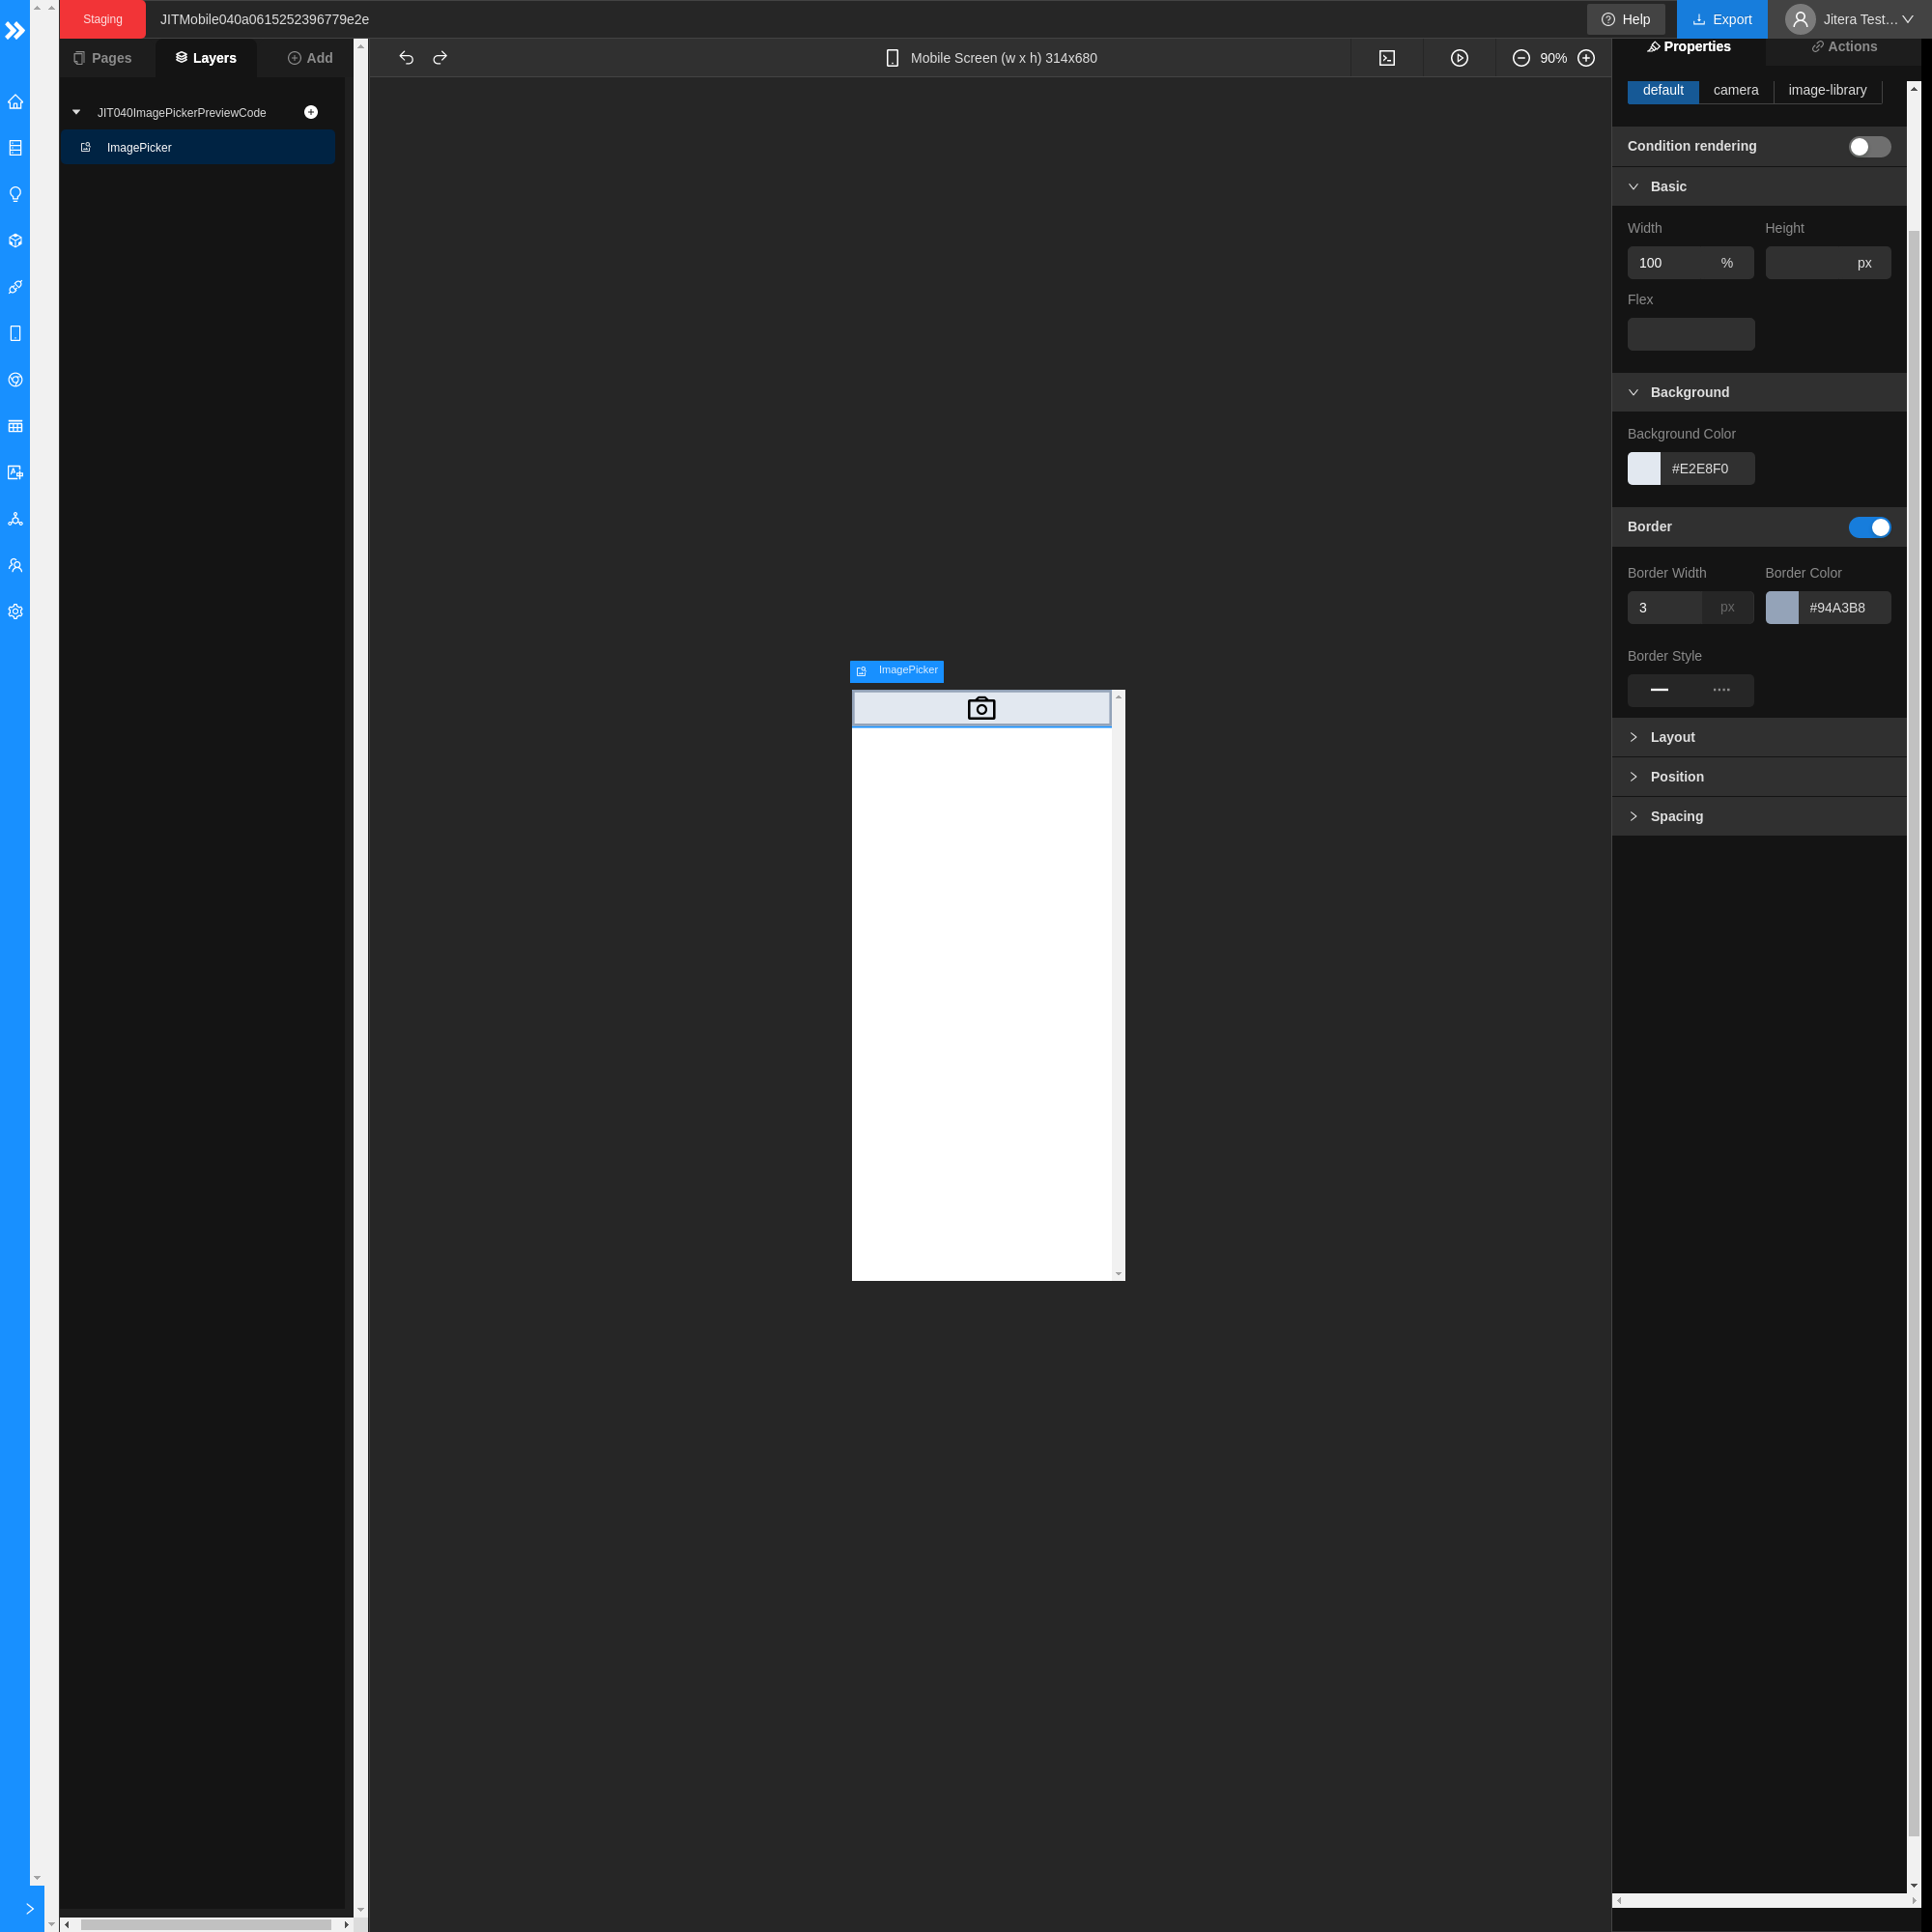 Staging
JITMobile040a0615252396779e2e
Help
Export
Jitera Test...
Pages
Layers
Add
Mobile Screen (w x h) 314x680
90%
Properties
Actions
JIT040ImagePickerPreviewCode
ImagePicker
default
camera
image-library
Condition rendering
Basic
Width
Height
100
%
px
Flex
Background
Background Color
#E2E8F0
Border
Border Width
Border Color
3
px
#94A3B8
Border Style
ImagePicker
Layout
Position
Spacing